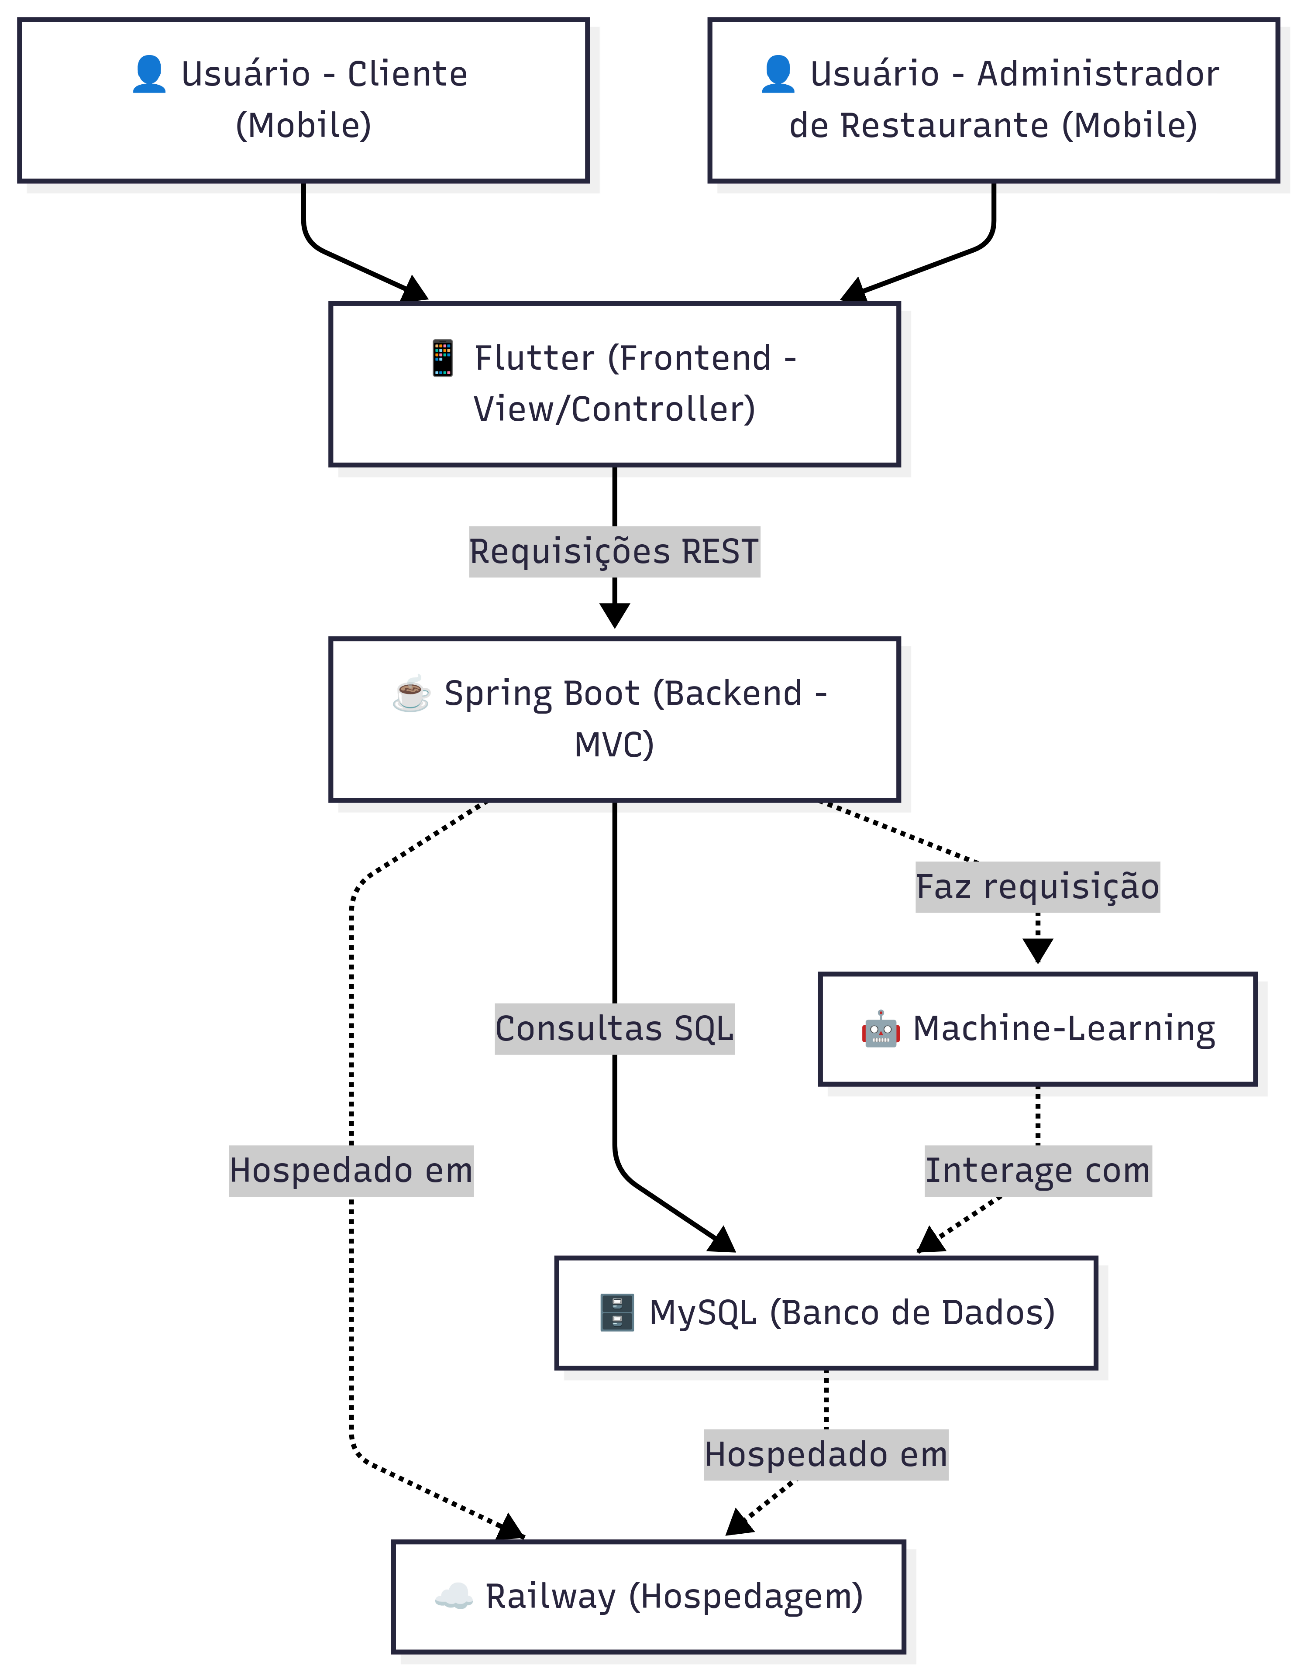 Usuário - Cliente
(Mobile)
Usuário - Administrador
de Restaurante (Mobile)
Flutter (Frontend -
View/Controller)
Requisições REST
Spring Boot (Backend -
MVC)
Faz requisição
Consultas SQL
Machine-Learning
Hospedado em
Interage com
MySQL (Banco de Dados)
Hospedado em
Railway (Hospedagem)